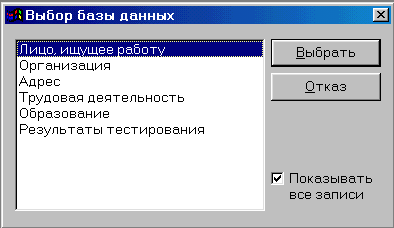 Выбор базы данных
Лицо, ищущее работу
Организация
Адрес
Трудовая деятельность
Образование
Результаты тестирования
Выбрать
Отказ
Показывать
все записи